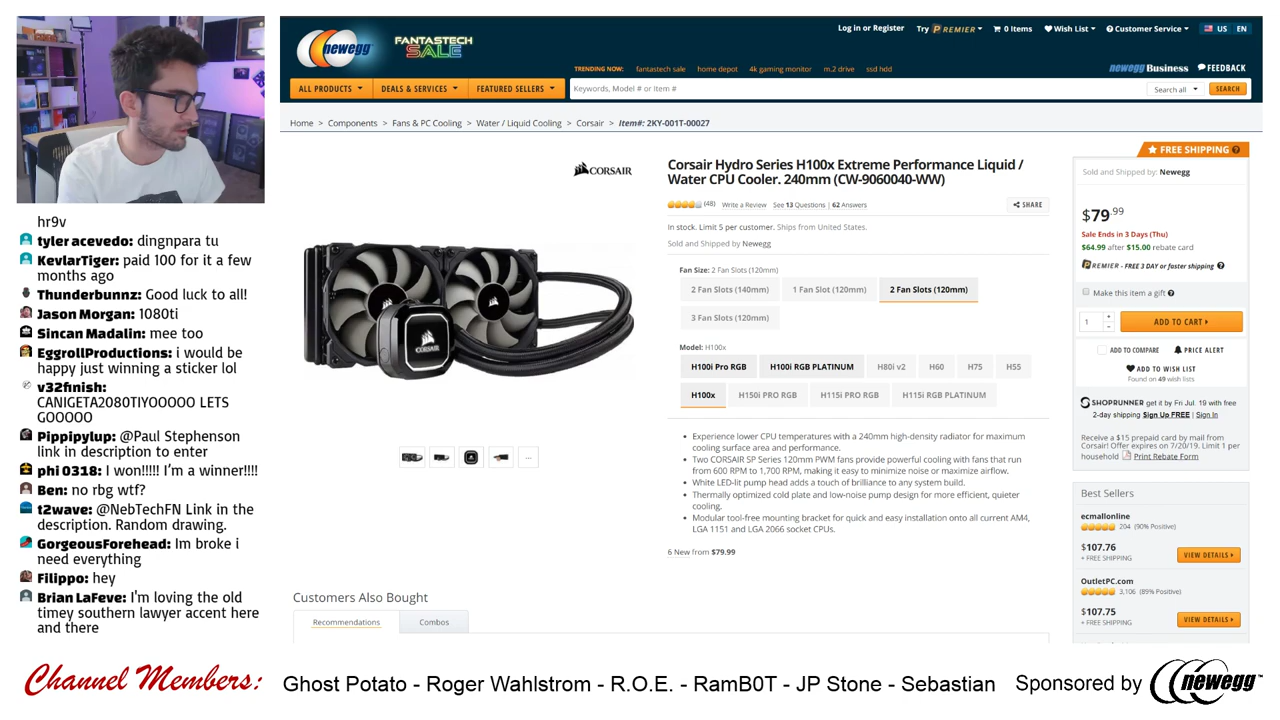 newegg
FANTASTECH
SALE
Log in or Register
Try PREMIER
0 Items
Wish List
Customer Service
US
EN
TRENDING NOW:
fantastech sale
home depot
4k gaming monitor
m.2 drive
ssd hdd
newegg Business
FEEDBACK
ALL PRODUCTS
DEALS & SERVICES
FEATURED SELLERS
Keywords, Model # or Item #
Search all
SEARCH
Home > Components > Fans & PC Cooling > Water / Liquid Cooling > Corsair > Item#: 2KY-001T-00027
CORSAIR
CORSAIR
Corsair Hydro Series H100x Extreme Performance Liquid /
Water CPU Cooler. 240mm (CW-9060040-WW)
(48) Write a Review See 13 Questions | 62 Answers
SHARE
In stock. Limit 5 per customer. Ships from United States.
Sold and Shipped by Newegg
Fan Size: 2 Fan Slots (120mm)
2 Fan Slots (140mm)
1 Fan Slot (120mm)
2 Fan Slots (120mm)
3 Fan Slots (120mm)
Model: H100x
H100i Pro RGB
H100i RGB PLATINUM
H80i v2
H60
H75
H55
H100x
H150i PRO RGB
H115i PRO RGB
H115i RGB PLATINUM
Experience lower CPU temperatures with a 240mm high-density radiator for maximum
cooling surface area and performance.
Two CORSAIR SP Series 120mm PWM fans provide powerful cooling with fans that run
from 600 RPM to 1,700 RPM, making it easy to minimize noise or maximize airflow.
White LED-lit pump head adds a touch of brilliance to any system build.
Thermally optimized cold plate and low-noise pump design for more efficient, quieter
cooling.
Modular tool-free mounting bracket for quick and easy installation onto all current AM4,
LGA 1151 and LGA 2066 socket CPUs.
6 New from $79.99
Customers Also Bought
Recommendations
Combos
FREE SHIPPING
Sold and Shipped by: Newegg
$79.99
Sale Ends in 3 Days (Thu)
$64.99 after $15.00 rebate card
PREMIER - FREE 3 DAY or faster shipping
Make this item a gift
1
ADD TO CART
ADD TO COMPARE
PRICE ALERT
ADD TO WISH LIST
Found on 49 wish lists
SHOPRUNNER get it by Fri Jul. 19 with free
2-day shipping Sign Up FREE | Sign In
Receive a $15 prepaid card by mail from
Corsair! Offer expires on 7/20/19. Limit 1 per
household Print Rebate Form
Best Sellers
ecmallonline
204 (90% Positive)
$107.76
+ FREE SHIPPING
VIEW DETAILS
OutletPC.com
3,106 (89% Positive)
$107.75
+ FREE SHIPPING
VIEW DETAILS
hr9v
tyler acevedo: dingnpara tu
KevlarTiger: paid 100 for it a few
months ago
Thunderbunnz: Good luck to all!
Jason Morgan: 1080ti
Sincan Madalin: mee too
EggrollProductions: i would be
happy just winning a sticker lol
v32finish:
CANIGETA2080TIYOOOOO LETS
GOOOOO
Pippipylup: @Paul Stephenson
link in description to enter
phi 0318: I won!!!!! I'm a winner!!!!
Ben: no rbg wtf?
t2wave: @NebTechFN Link in the
description. Random drawing.
GorgeousForehead: Im broke i
need everything
Filippo: hey
Brian LaFeve: I'm loving the old
timey southern lawyer accent here
and there
Channel Members:
Ghost Potato - Roger Wahlstrom - R.O.E. - RamB0T - JP Stone - Sebastian
Sponsored by newegg